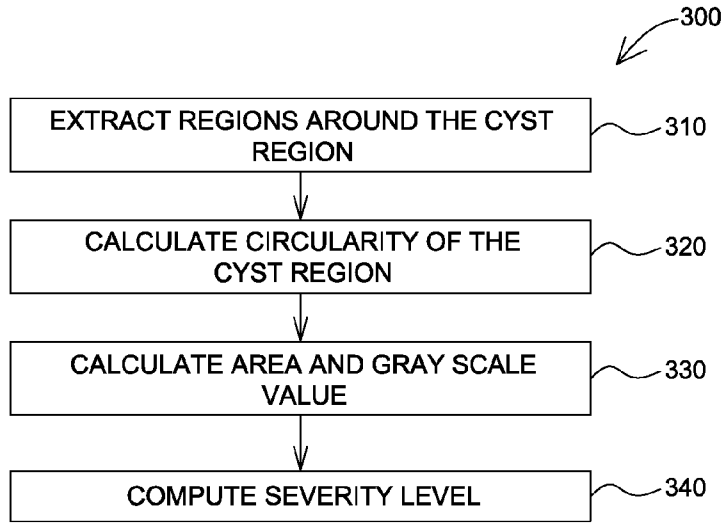 300
EXTRACT REGIONS AROUND THE CYST
REGION
310
CALCULATE CIRCULARITY OF THE
CYST REGION
320
CALCULATE AREA AND GRAY SCALE
VALUE
330
COMPUTE SEVERITY LEVEL
340